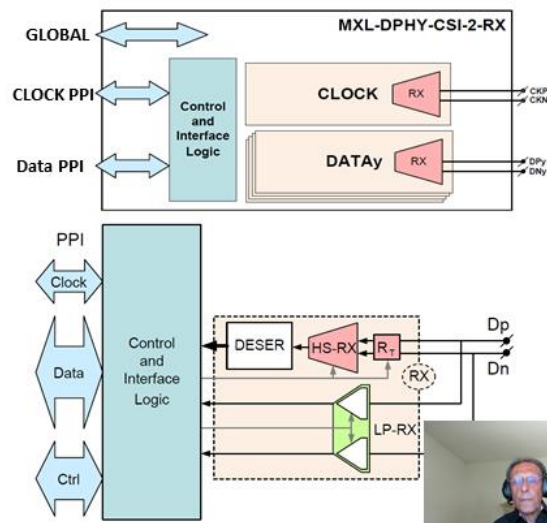 MXL-DPHY-CSI-2-RX
GLOBAL
CLOCK PPI
Data PPI
Control
and
Interface
Logic
CLOCK
RX
CKP
CKN
DATAy
RX
DPy
DNy
PPI
Clock
Data
Ctrl
Control
and
Interface
Logic
DESER
HS-RX
RT
Dp
Dn
RX
LP-RX